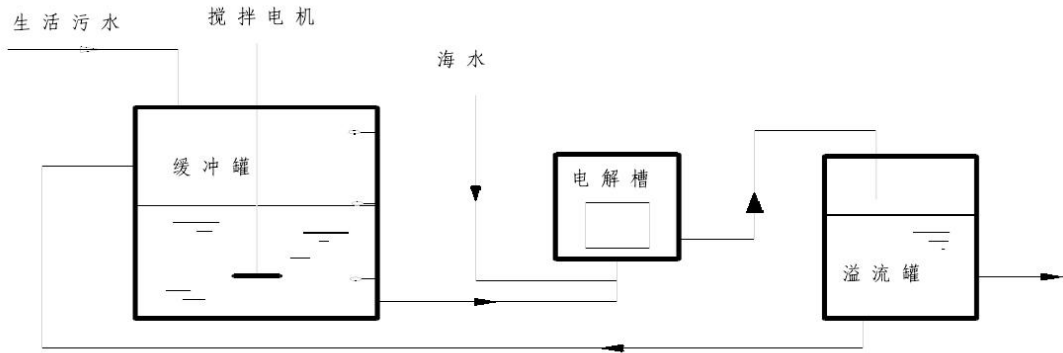 生活污水
搅拌电机
海水
缓冲罐
电解槽
溢流罐